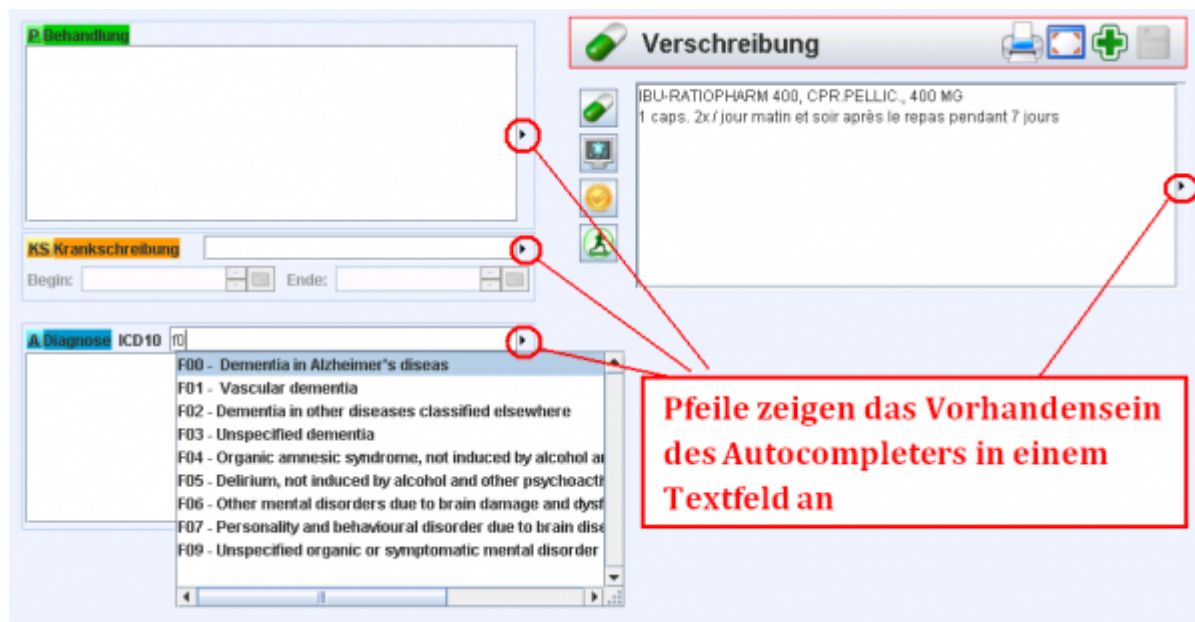 P Behandlung
KS Krankschreibung
Begin:
Ende:
A Diagnose ICD10 f0
F00 - Dementia in Alzheimer's diseas
F01 - Vascular dementia
F02 - Dementia in other diseases classified elsewhere
F03 - Unspecified dementia
F04 - Organic amnesic syndrome, not induced by alcohol
F05 - Delirium, not induced by alcohol and other
F06 - Other mental disorders due to brain damage and
F07 - Personality and behavioural disorder due to brain
F09 - Unspecified organic or symptomatic mental disorder
Verschreibung
IBU-RATIOPHARM 400, CPR.PELLIC., 400 MG
1 caps. 2x / jour matin et soir après le repas pendant 7 jours
Pfeile zeigen das Vorhandensein
des Autocompleters in einem
Textfeld an